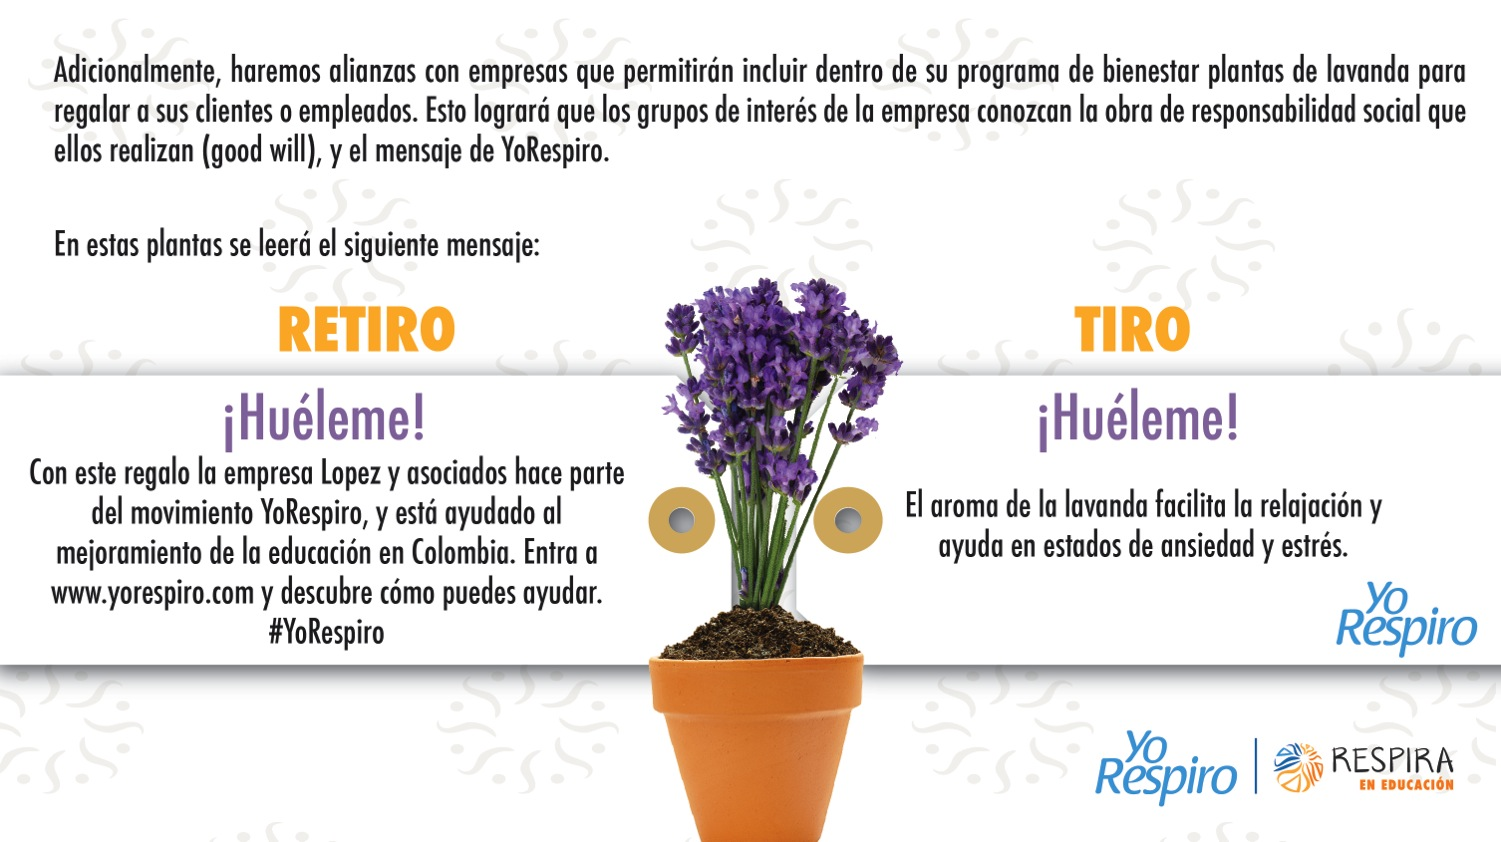 Adicionalmente, haremos alianzas con empresas que permitirán incluir dentro de su programa de bienestar plantas de lavanda para
regalar a sus clientes o empleados. Esto logrará que los grupos de interés de la empresa conozcan la obra de responsabilidad social que
ellos realizan (good will), y el mensaje de YoRespiro.
En estas plantas se leerá el siguiente mensaje:
RETIRO
¡Huéleme!
Con este regalo la empresa Lopez y asociados hace parte
del movimiento YoRespiro, y está ayudado al
mejoramiento de la educación en Colombia. Entra a
www.yorespiro.com y descubre cómo puedes ayudar.
#YoRespiro
TIRO
¡Huéleme!
El aroma de la lavanda facilita la relajación y
ayuda en estados de ansiedad y estrés.
Yo
Respiro
Yo
Respiro
RESPIRA
EN EDUCACIÓN